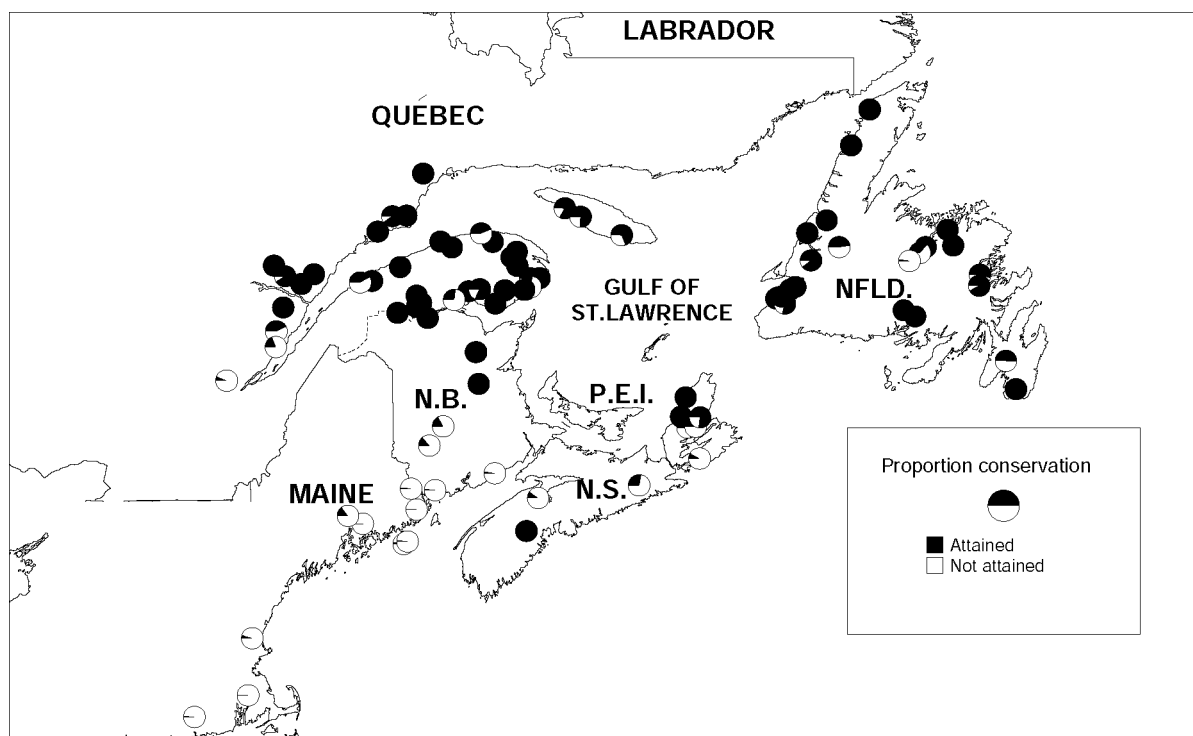 LABRADOR
QUÉBEC
GULF OF
ST.LAWRENCE
NFLD.
P.E.I.
N.B.
N.S.
MAINE
Proportion conservation
Attained
Not attained